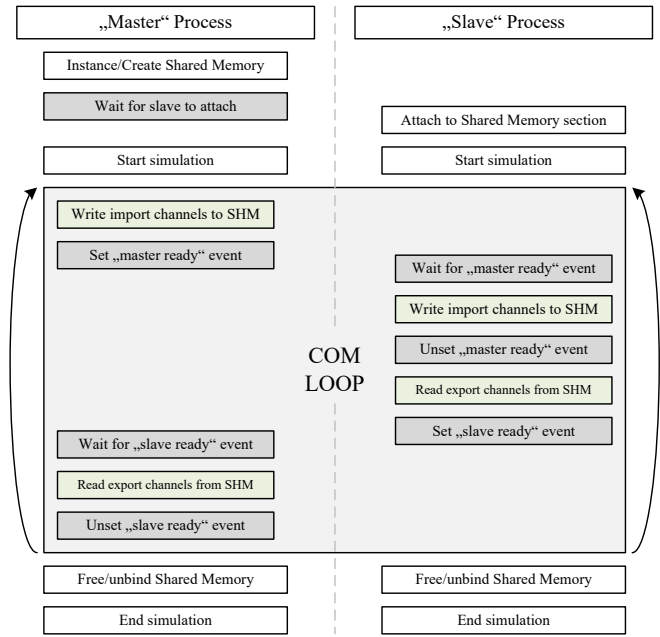 „Master“ Process
„Slave“ Process
Instance/Create Shared Memory
Wait for slave to attach
Attach to Shared Memory section
Start simulation
Start simulation
Write import channels to SHM
Set „master ready“ event
Wait for „master ready“ event
Write import channels to SHM
Unset „master ready“ event
COM
LOOP
Read export channels from SHM
Set „slave ready“ event
Wait for „slave ready“ event
Read export channels from SHM
Unset „slave ready“ event
Free/unbind Shared Memory
Free/unbind Shared Memory
End simulation
End simulation